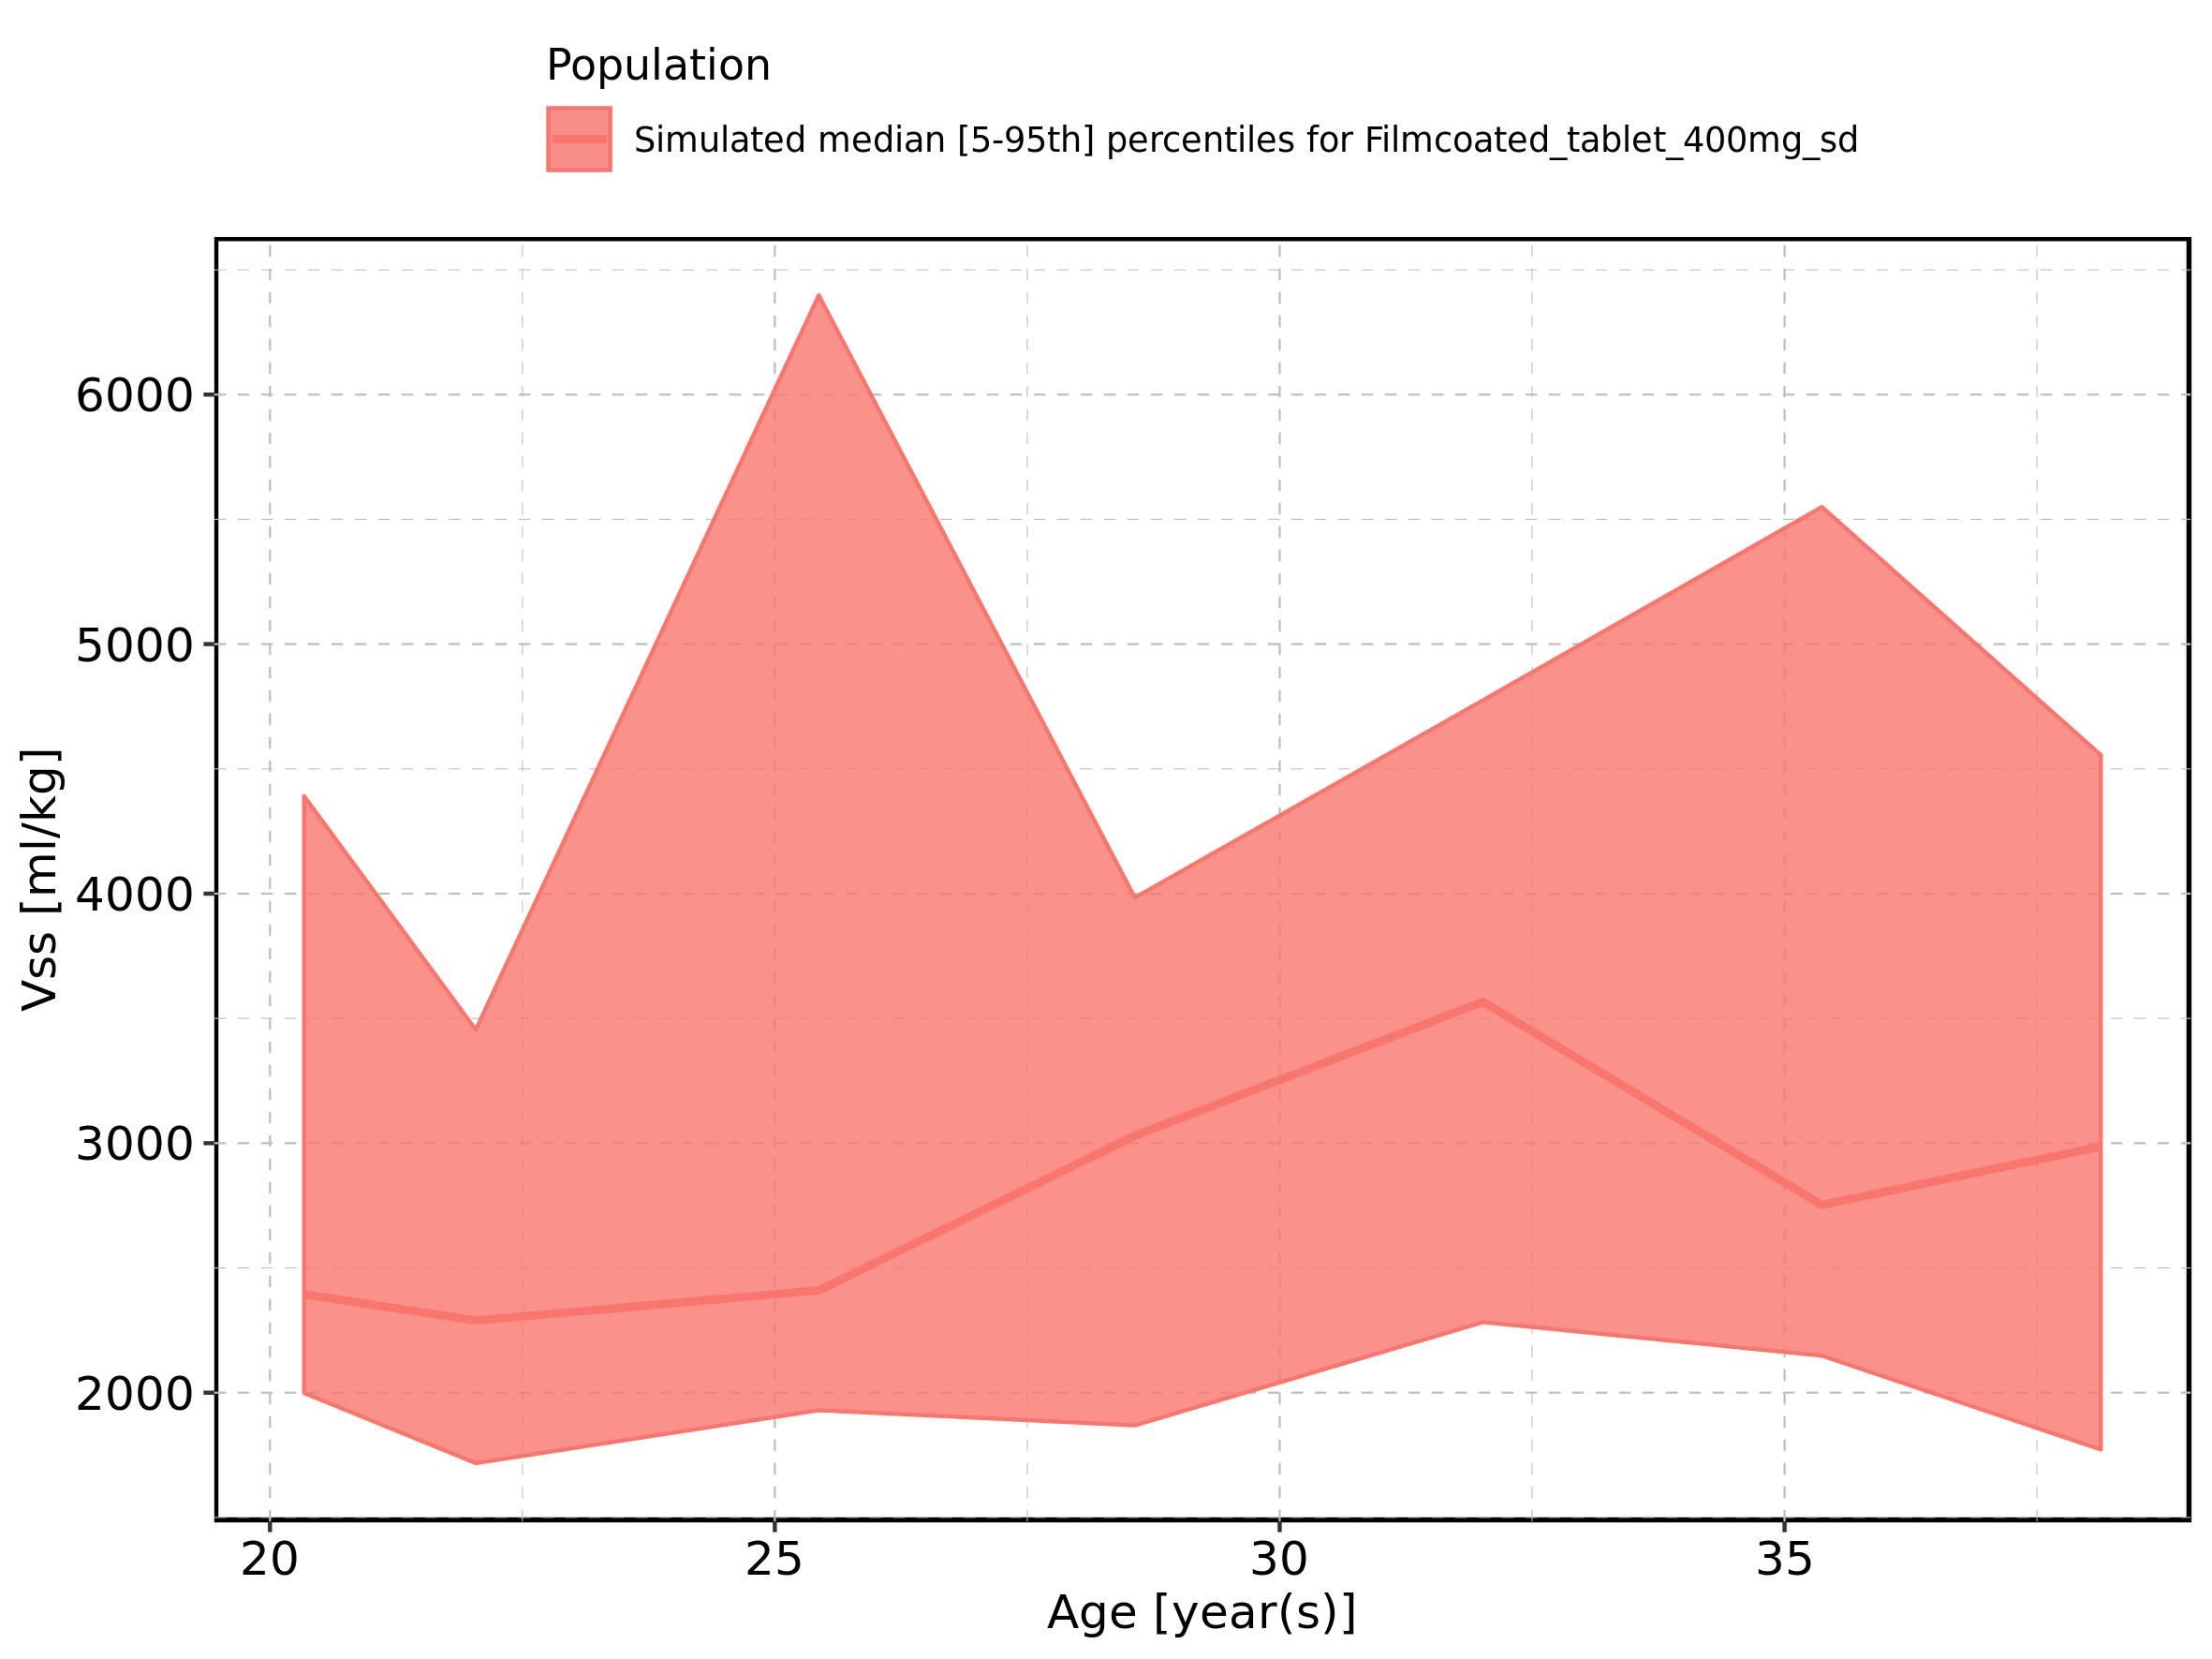 Population
Simulated median [5-95th] percentiles for Filmcoated_tablet_400mg_sd
Vss [ml/kg]
6000
5000
4000
3000
2000
20
25
30
35
Age [year(s)]